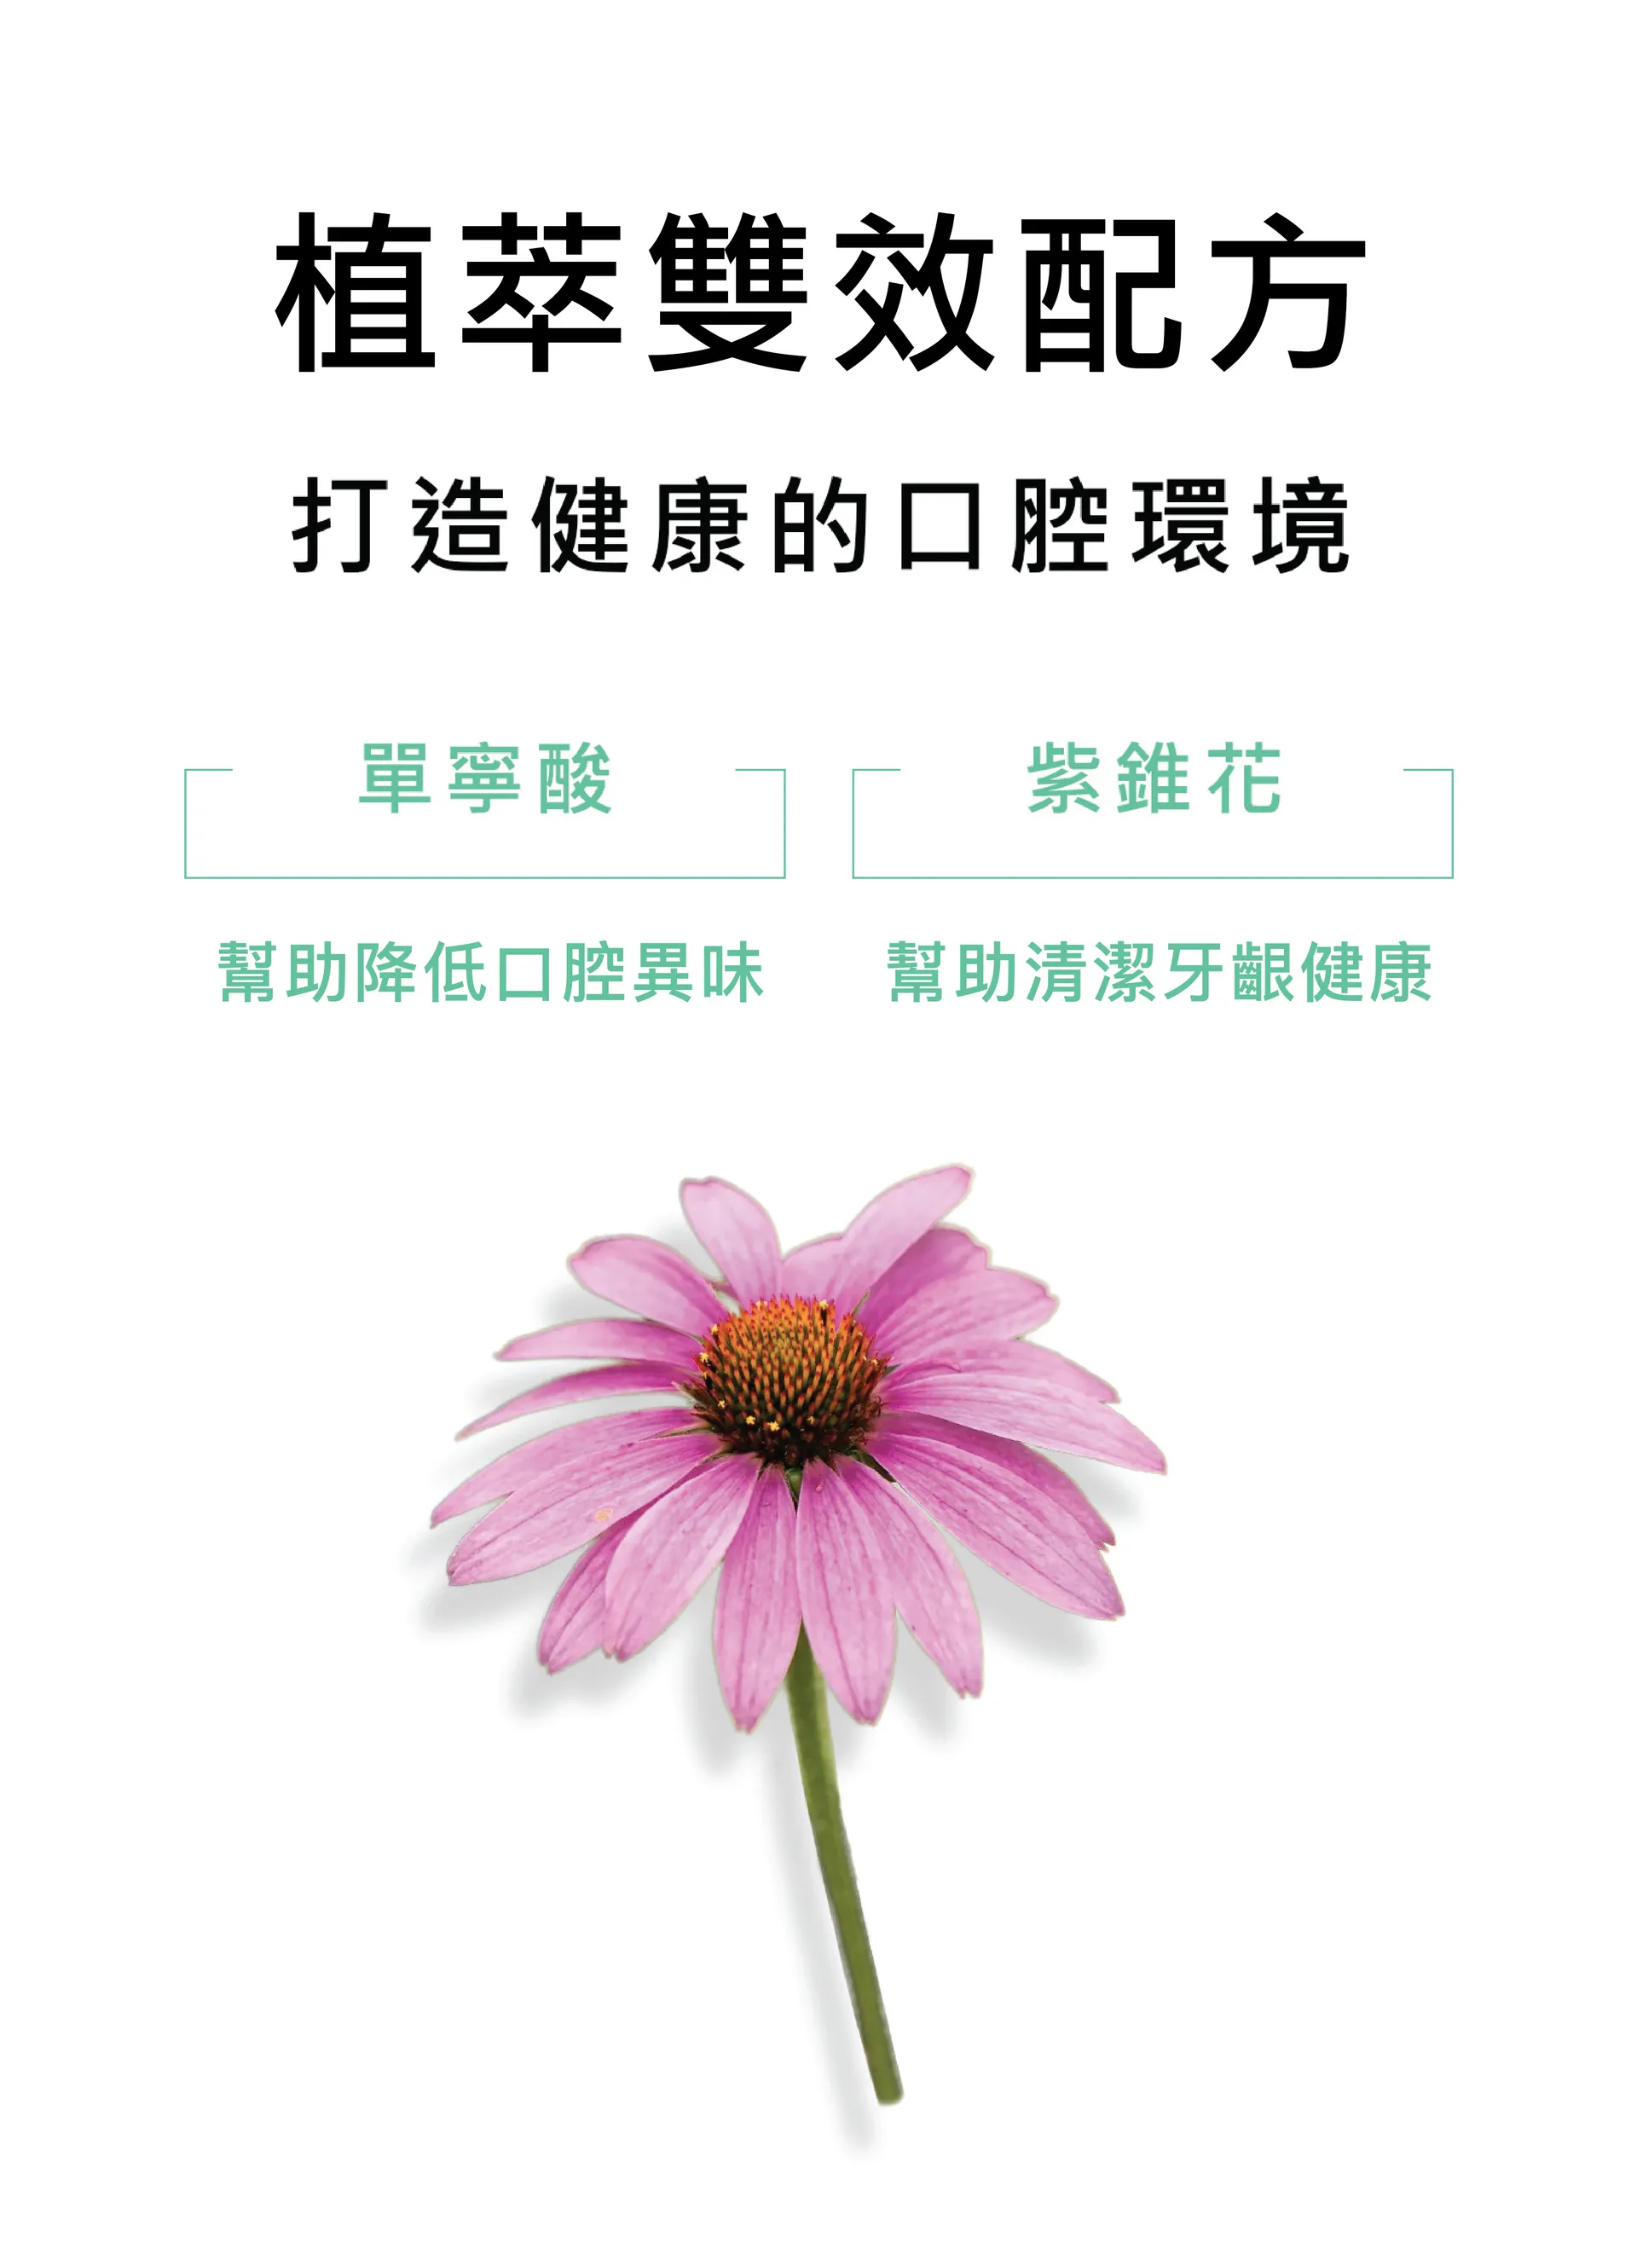 植萃雙效配方
打造健康的口腔環境
單寧酸
幫助降低口腔異味
紫錐花
幫助清潔牙齦健康